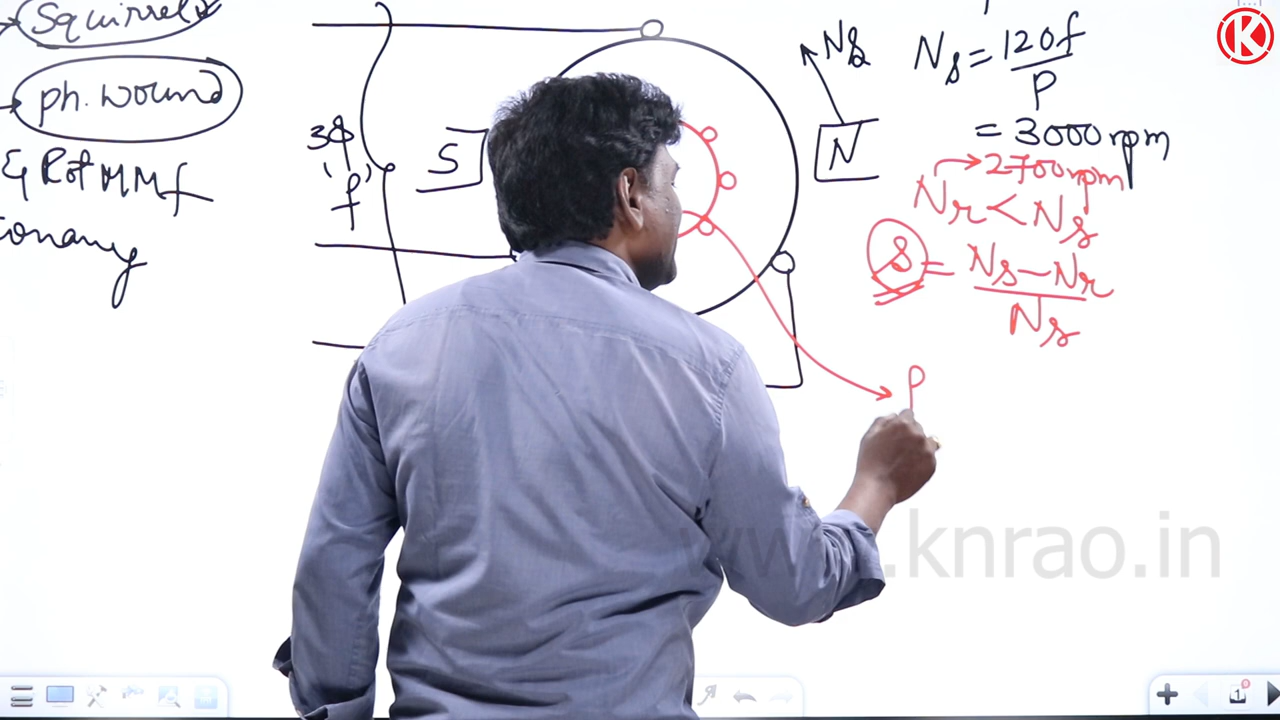 Squirrel
ph. wound
& Rot MMf
3φ
'f'
S
N
Ns
Ns = 120f
P
= 3000 rpm
→ 2700 rpm
Nr < Ns
s = Ns - Nr
Ns
P
K
www.knrao.in
1